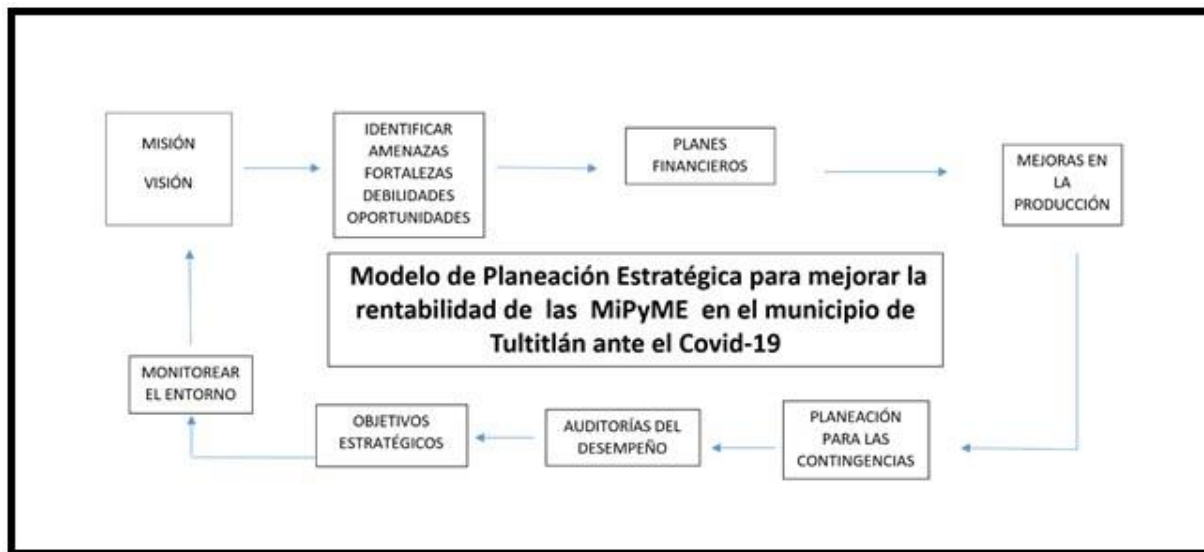 MISIÓN
VISIÓN
IDENTIFICAR
AMENAZAS
FORTALEZAS
DEBILIDADES
OPORTUNIDADES
PLANES
FINANCIEROS
MEJORAS EN
LA
PRODUCCIÓN
Modelo de Planeación Estratégica para mejorar la
rentabilidad de las MiPyME en el municipio de
Tultitlán ante el Covid-19
MONITOREAR
EL ENTORNO
OBJETIVOS
ESTRATÉGICOS
AUDITORÍAS DEL
DESEMPEÑO
PLANEACIÓN
PARA LAS
CONTINGENCIAS